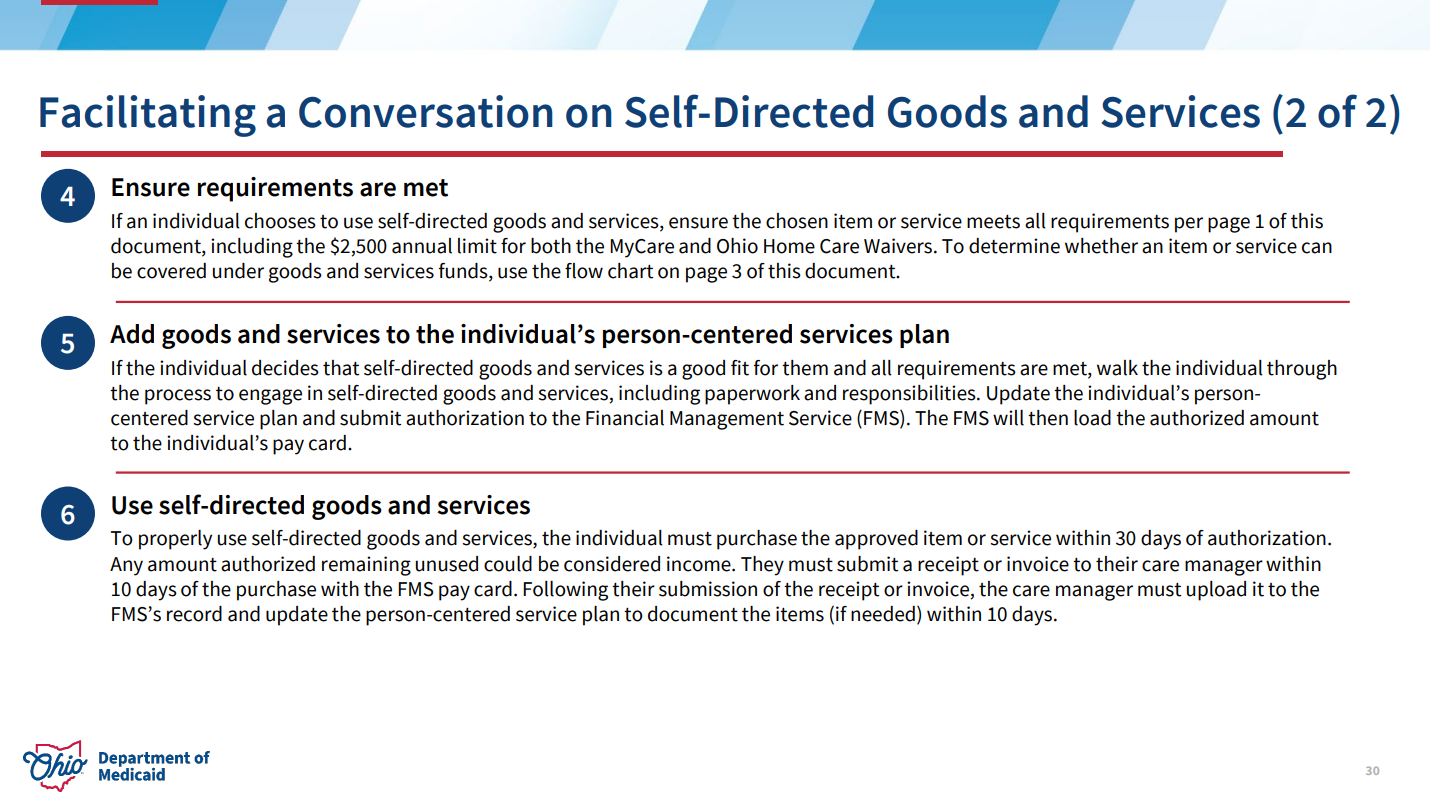 Facilitating a Conversation on Self-Directed Goods and Services (2 of 2)
4
Ensure requirements are met
If an individual chooses to use self-directed goods and services, ensure the chosen item or service meets all requirements per page 1 of this
document, including the $2,500 annual limit for both the MyCare and Ohio Home Care Waivers. To determine whether an item or service can
be covered under goods and services funds, use the flow chart on page 3 of this document.
5
Add goods and services to the individual’s person-centered services plan
If the individual decides that self-directed goods and services is a good fit for them and all requirements are met, walk the individual through
the process to engage in self-directed goods and services, including paperwork and responsibilities. Update the individual’s person-
centered service plan and submit authorization to the Financial Management Service (FMS). The FMS will then load the authorized amount
to the individual’s pay card.
6
Use self-directed goods and services
To properly use self-directed goods and services, the individual must purchase the approved item or service within 30 days of authorization.
Any amount authorized remaining unused could be considered income. They must submit a receipt or invoice to their care manager within
10 days of the purchase with the FMS pay card. Following their submission of the receipt or invoice, the care manager must upload it to the
FMS’s record and update the person-centered service plan to document the items (if needed) within 10 days.
Ohio
Department of
Medicaid
30